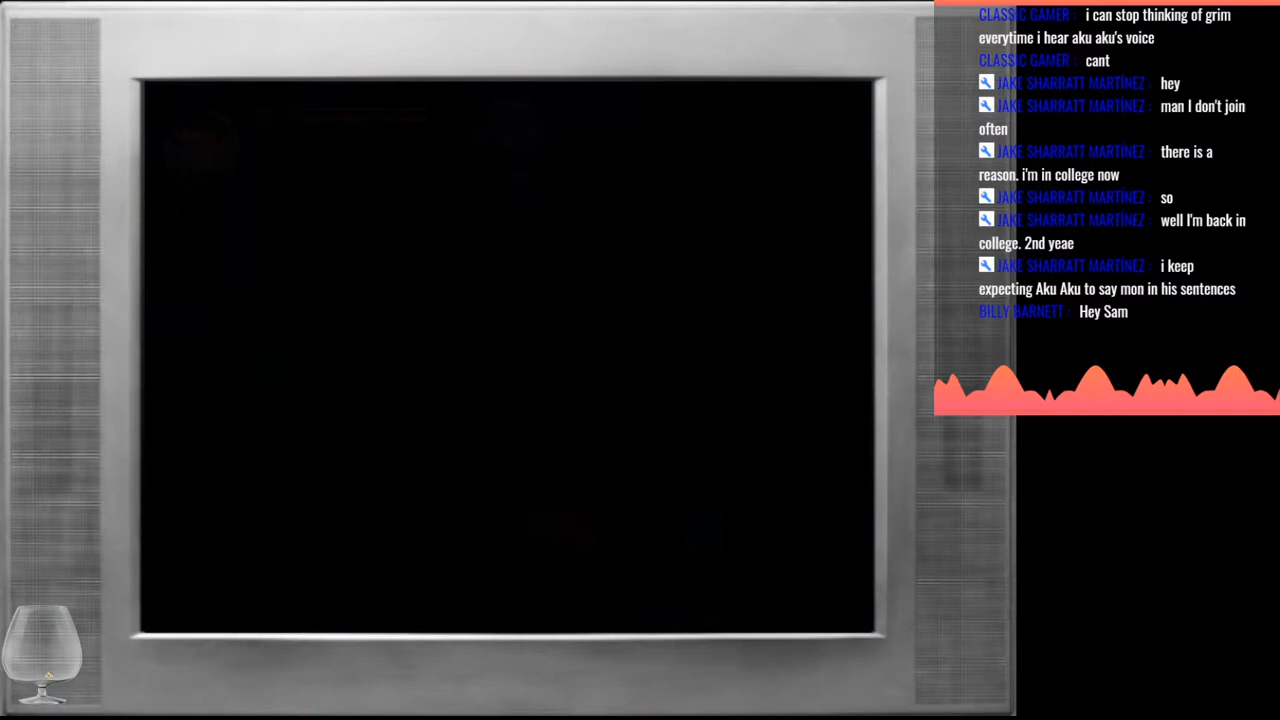 CLASSIC GAMER : i can stop thinking of grim
everytime i hear aku aku's voice
CLASSIC GAMER : cant
JAKE SHARRATT MARTÍNEZ : hey
JAKE SHARRATT MARTÍNEZ : man I don't join
often
JAKE SHARRATT MARTÍNEZ : there is a
reason. i'm in college now
JAKE SHARRATT MARTÍNEZ : so
JAKE SHARRATT MARTÍNEZ : well I'm back in
college. 2nd yeae
JAKE SHARRATT MARTÍNEZ : i keep
expecting Aku Aku to say mon in his sentences
BILLY BARNETT : Hey Sam